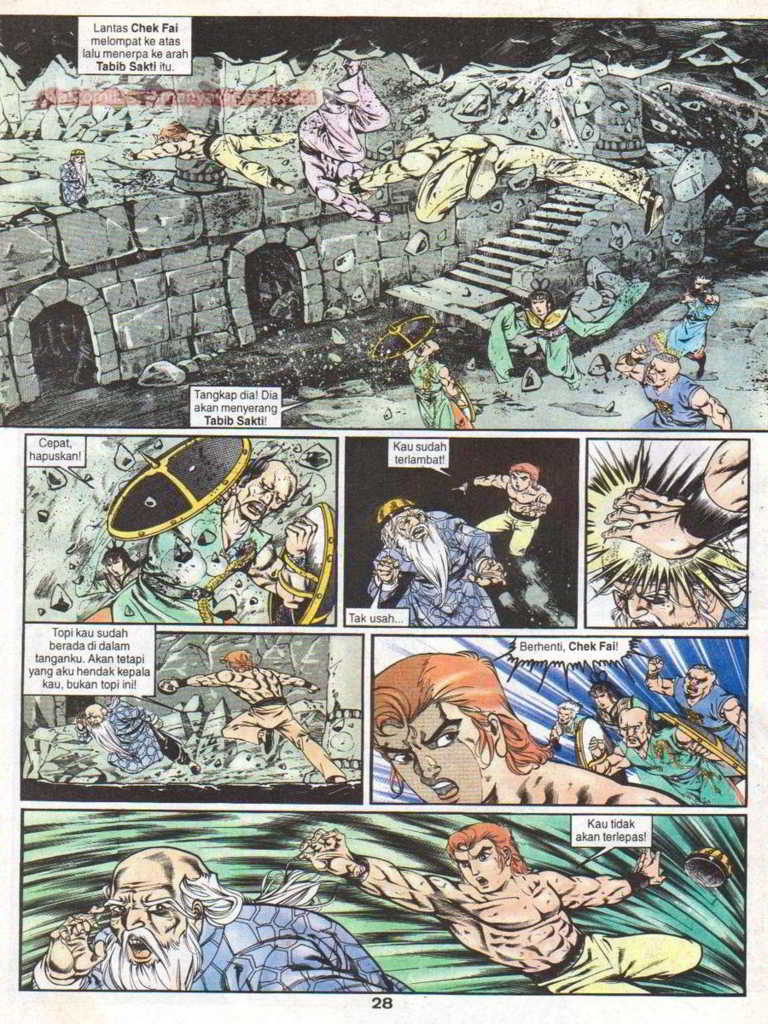 Lantas Chek Fai
melompat ke atas
lalu menerpa ke arah
Tabib Sakti itu.
Tangkap dia! Dia
akan menyerang
Tabib Sakti!
Cepat,
hapuskan!
Kau sudah
terlambat!
Tak usah...
Topi kau sudah
berada di dalam
tanganku. Akan tetapi
yang aku hendak kepala
kau, bukan topi ini!
Berhenti, Chek Fai!
Kau tidak
akan terlepas!
28